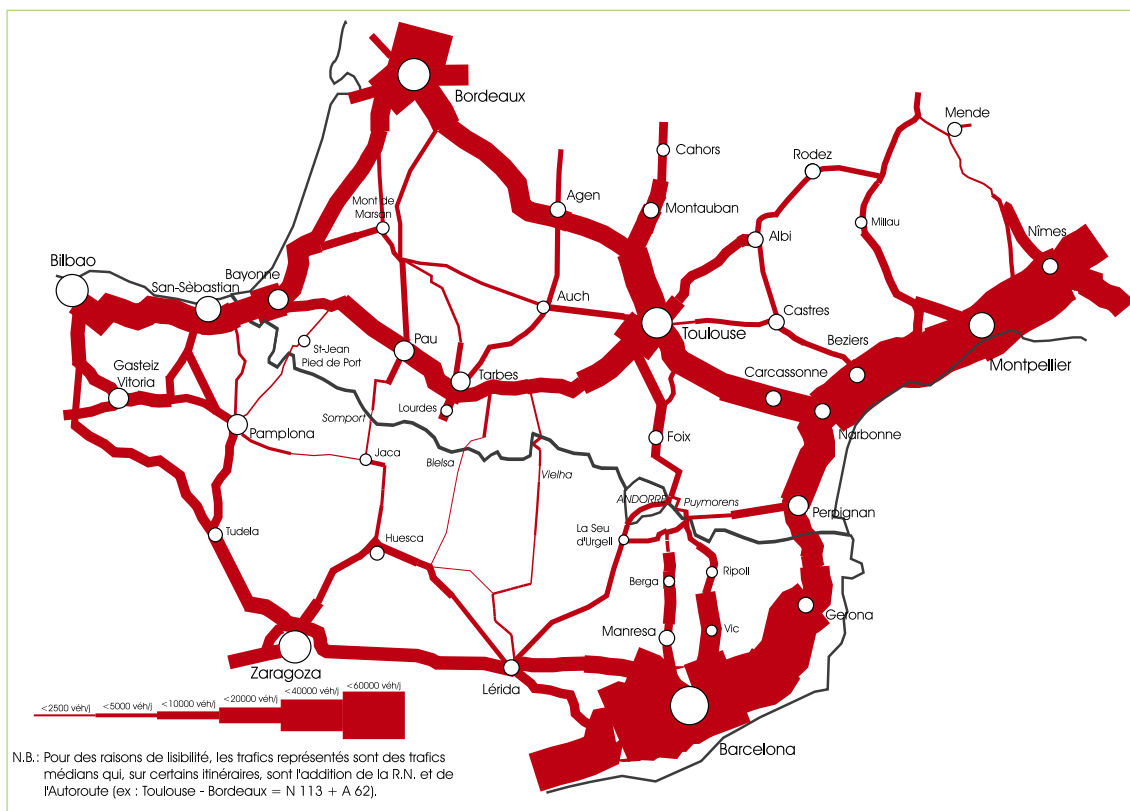 Bordeaux
Mende
Cahors
Rodez
Agen
Montauban
Mont de
Marsan
Millau
Albi
Nîmes
Bilbao
Bayonne
San-Sèbastian
Auch
Castres
Toulouse
Beziers
Pau
St-Jean
Pied de Port
Montpellier
Gasteiz
Vitoria
Tarbes
Carcassonne
Lourdes
Somport
Narbonne
Pamplona
Foix
Jaca
Bielsa
Vielha
ANDORRE
Puymorens
Perpignan
Tudela
La Seu
d'Urgell
Huesca
Berga
Ripoll
Gerona
Manresa
Vic
Zaragoza
Lérida
Barcelona
<2500 véh/j
<5000 véh/j
<10000 véh/j
<20000 véh/j
<40000 véh/j
<60000 véh/j
N.B.: Pour des raisons de lisibilité, les trafics représentés sont des trafics
médians qui, sur certains itinéraires, sont l'addition de la R.N. et de
l'Autoroute (ex : Toulouse - Bordeaux = N 113 + A 62).